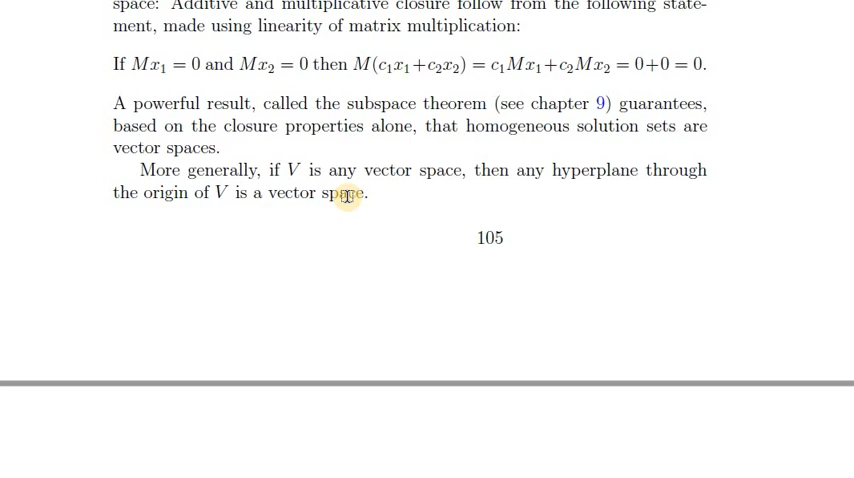 space: Additive and multiplicative closure follow from the following state-
ment, made using linearity of matrix multiplication:
If Mx₁ = 0 and Mx₂ = 0 then M(c₁x₁+c₂x₂) = c₁Mx₁+c₂Mx₂ = 0+0 = 0.
A powerful result, called the subspace theorem (see chapter 9) guarantees,
based on the closure properties alone, that homogeneous solution sets are
vector spaces.
More generally, if V is any vector space, then any hyperplane through
the origin of V is a vector space.
105